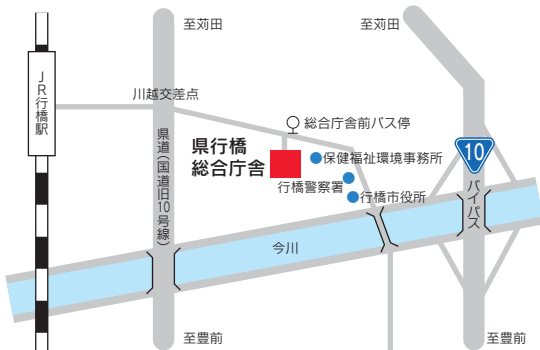 至苅田
至苅田
JR行橋駅
川越交差点
総合庁舎前バス停
県行橋
総合庁舎
保健福祉環境事務所
行橋警察署
行橋市役所
県道(国道旧10号線)
10
バイパス
今川
至豊前
至豊前